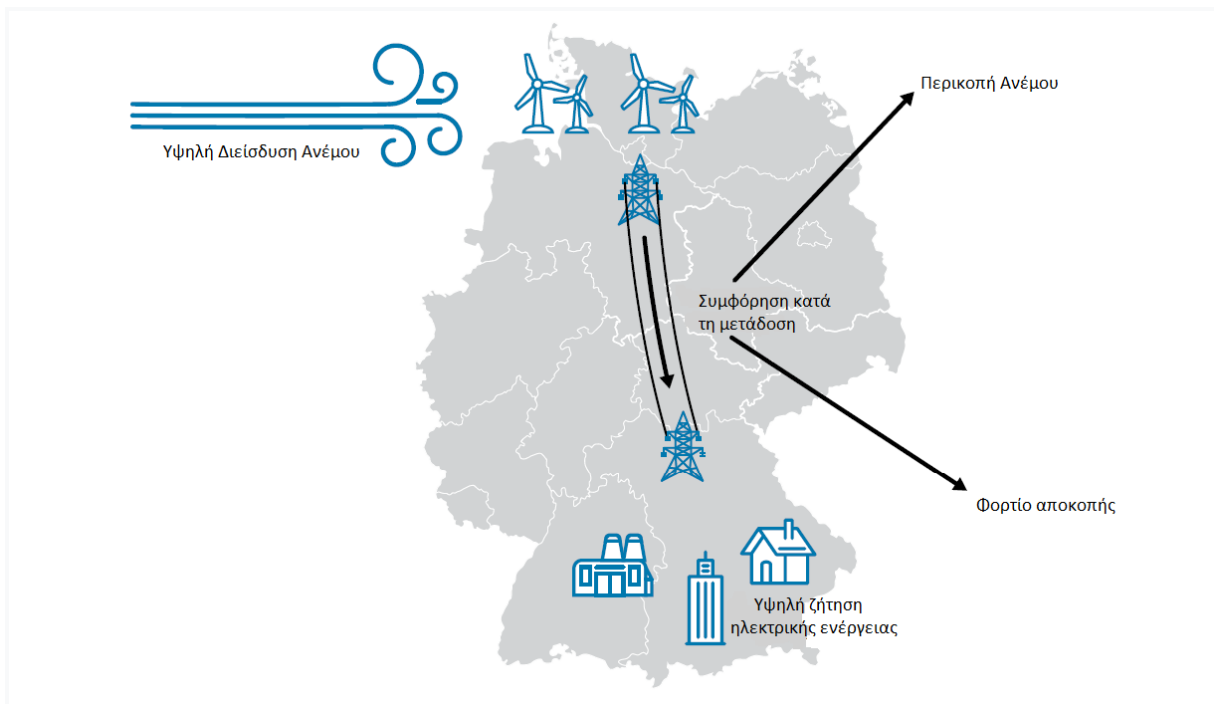 Περικοπή Ανέμου
Υψηλή Διείσδυση Ανέμου
Συμφόρηση κατά
τη μετάδοση
Φορτίο αποκοπής
Υψηλή ζήτηση
ηλεκτρικής ενέργειας